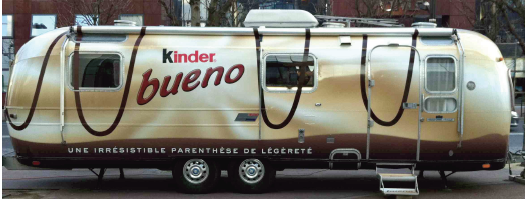 Kinder
bueno
UNE IRRÉSISTIBLE PARENTHÈSE DE LÉGÈRETÉ